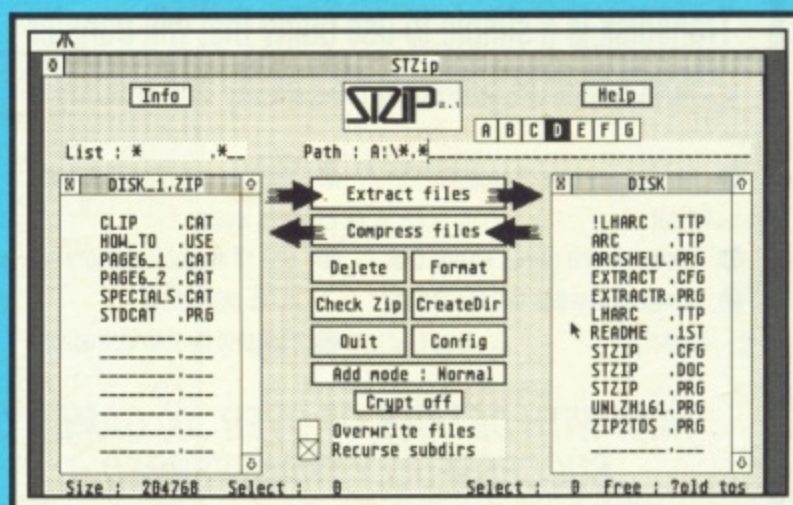 STZip
Info
STZIP 2.1
Help
A B C D E F G
List : * .*__
Path : A:\*.*
DISK_1.ZIP
CLIP .CAT
HOW_TO .USE
PAGE6_1 .CAT
PAGE6_2 .CAT
SPECIALS.CAT
STDCAT .PRG
Extract files
Compress files
Delete
Format
Check Zip
CreateDir
Quit
Config
Add mode : Normal
Crypt off
Overwrite files
Recurse subdirs
DISK
!LHARC .TTP
ARC .TTP
ARCSHELL.PRG
EXTRACT .CFG
EXTRACTR.PRG
LHARC .TTP
README .1ST
STZIP .CFG
STZIP .DOC
STZIP .PRG
UNLZH161.PRG
ZIP2TOS .PRG
Size : 204768 Select : 0 Select : 0 Free : ?old tos